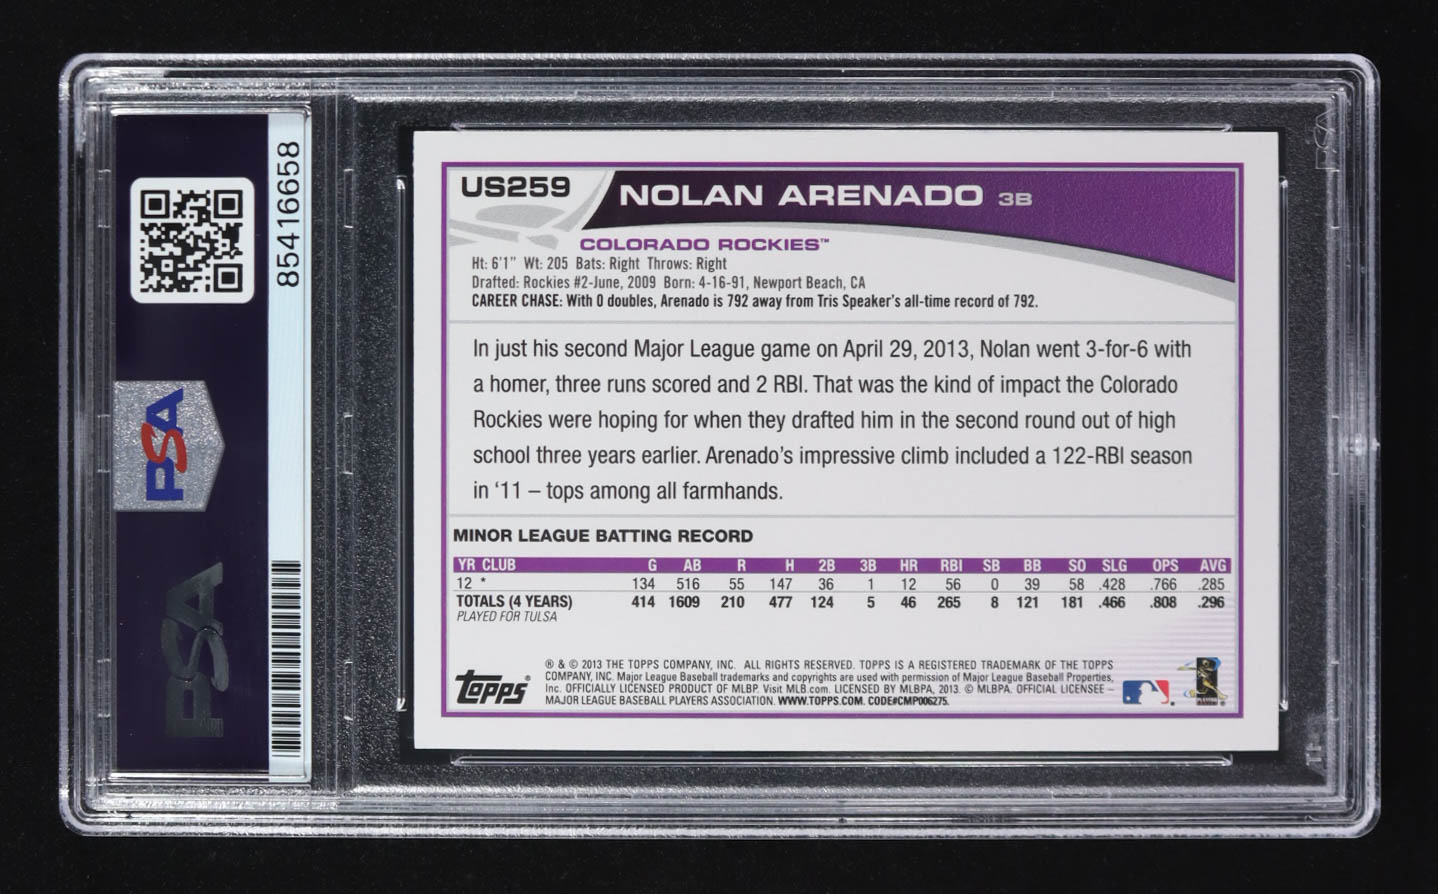 85416658
PSA
PSA
US259
NOLAN ARENADO 3B
COLORADO ROCKIES™
Ht: 6'1" Wt: 205 Bats: Right Throws: Right
Drafted: Rockies #2-June, 2009 Born: 4-16-91, Newport Beach, CA
CAREER CHASE: With 0 doubles, Arenado is 792 away from Tris Speaker's all-time record of 792.
In just his second Major League game on April 29, 2013, Nolan went 3-for-6 with
a homer, three runs scored and 2 RBI. That was the kind of impact the Colorado
Rockies were hoping for when they drafted him in the second round out of high
school three years earlier. Arenado's impressive climb included a 122-RBI season
in '11 – tops among all farmhands.
MINOR LEAGUE BATTING RECORD
YR CLUB G AB R H 2B 3B HR RBI SB BB SO SLG OPS AVG
12 * 134 516 55 147 36 1 12 56 0 39 58 .428 .766 .285
TOTALS (4 YEARS) 414 1609 210 477 124 5 46 265 8 121 181 .466 .808 .296
PLAYED FOR TULSA
Topps®
® & © 2013 THE TOPPS COMPANY, INC. ALL RIGHTS RESERVED. TOPPS IS A REGISTERED TRADEMARK OF THE TOPPS
COMPANY, INC. Major League Baseball trademarks and copyrights are used with permission of Major League Baseball Properties,
Inc. OFFICIALLY LICENSED PRODUCT OF MLBP. Visit MLB.com. LICENSED BY MLBPA, 2013. © MLBPA. OFFICIAL LICENSEE –
MAJOR LEAGUE BASEBALL PLAYERS ASSOCIATION. WWW.TOPPS.COM. CODE#CMP006275.